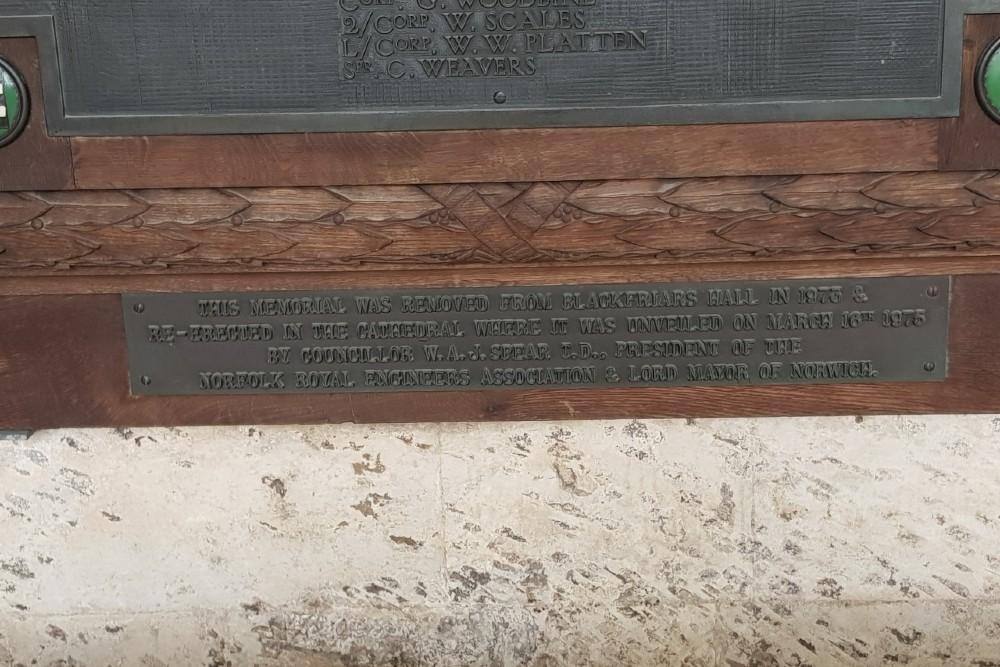 CORP. G. WOODBINE
2/CORP. W. SCALES
L/CORP. W. W. PLATTEN
SPR. C. WEAVERS
THIS MEMORIAL WAS REMOVED FROM BLACKFRIARS HALL IN 1973 &
RE-ERECTED IN THE CATHEDRAL WHERE IT WAS UNVEILED ON MARCH 16TH 1975
BY COUNCILLOR W. A. J. SPEAR T.D., PRESIDENT OF THE
NORFOLK ROYAL ENGINEERS ASSOCIATION & LORD MAYOR OF NORWICH.